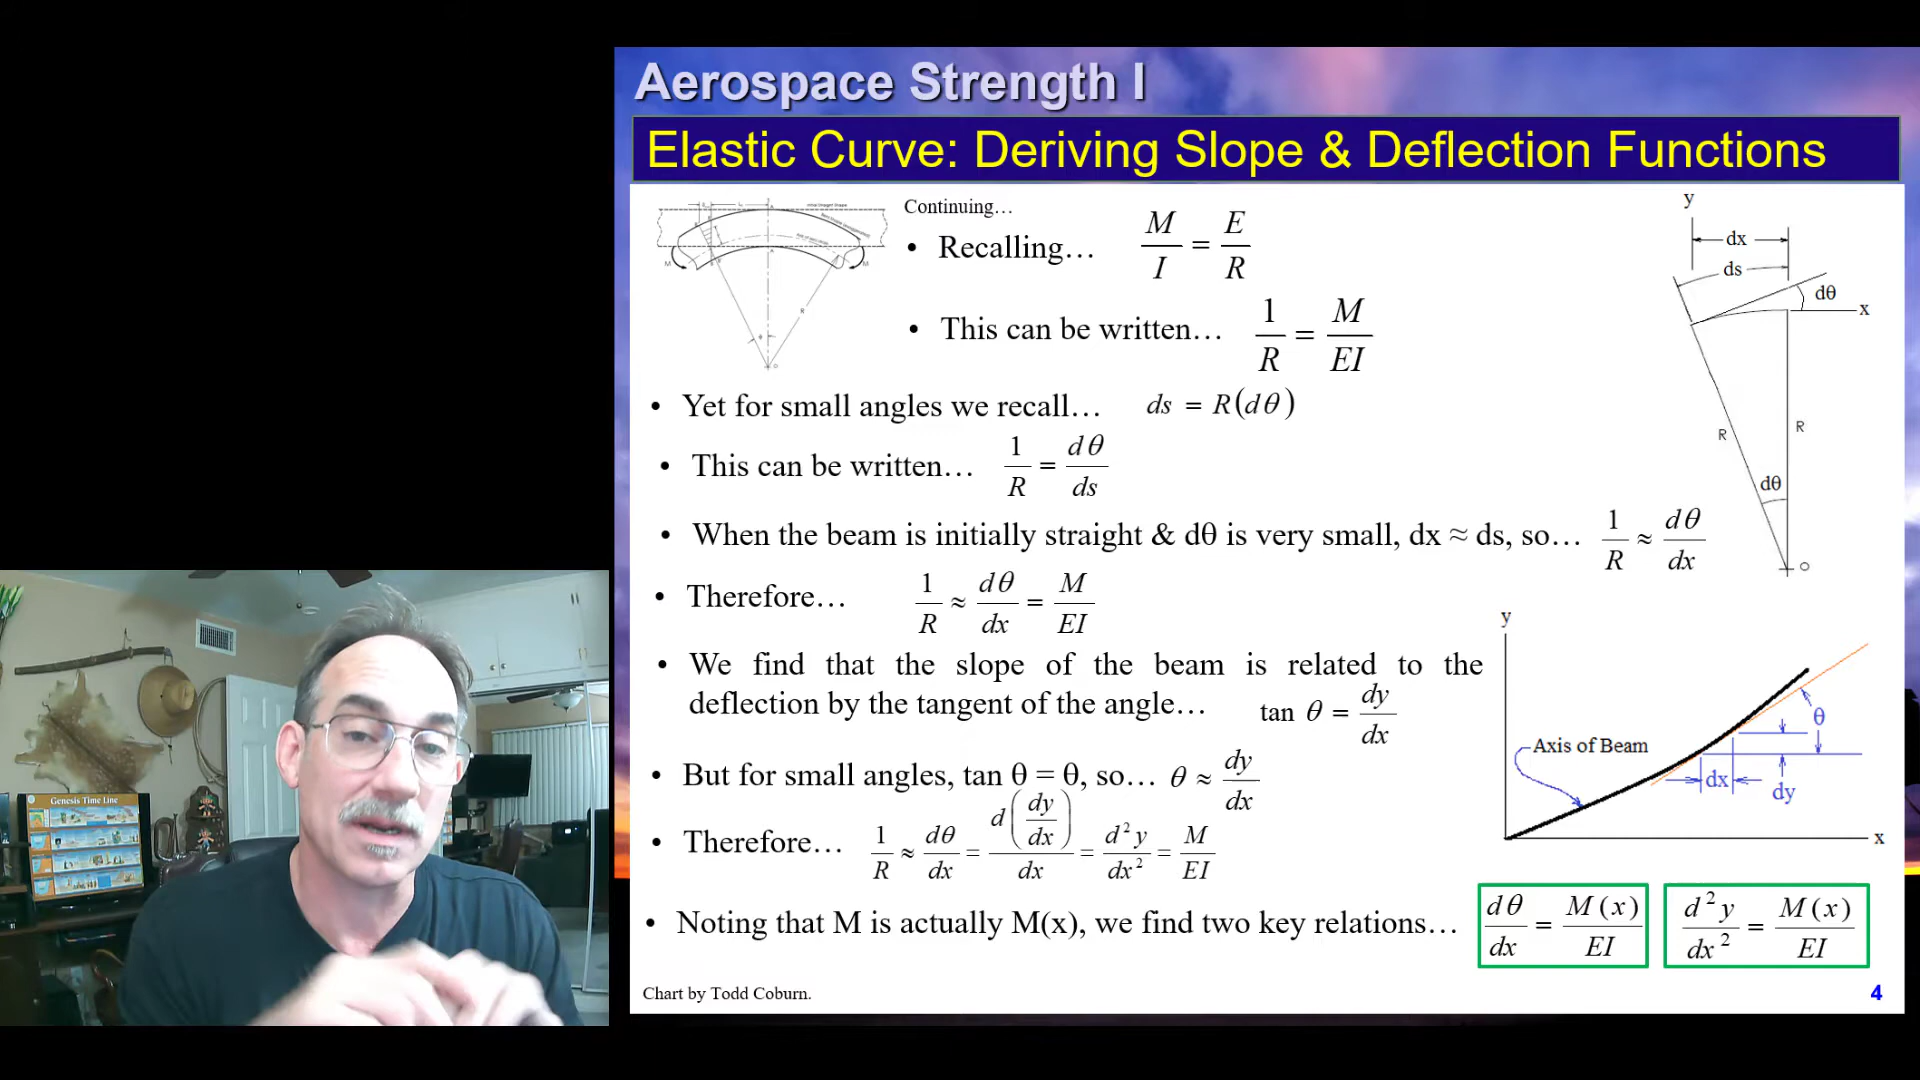 Aerospace Strength I
Elastic Curve: Deriving Slope & Deflection Functions
Continuing…
• Recalling… M/I = E/R
• This can be written… 1/R = M/EI
• Yet for small angles we recall… ds = R(dθ)
• This can be written… 1/R = dθ/ds
• When the beam is initially straight & dθ is very small, dx ≈ ds, so… 1/R ≈ dθ/dx
• Therefore… 1/R ≈ dθ/dx = M/EI
• We find that the slope of the beam is related to the
deflection by the tangent of the angle… tan θ = dy/dx
• But for small angles, tan θ = θ, so… θ ≈ dy/dx
• Therefore… 1/R ≈ dθ/dx = d(dy/dx)/dx = d²y/dx² = M/EI
• Noting that M is actually M(x), we find two key relations… dθ/dx = M(x)/EI d²y/dx² = M(x)/EI
Chart by Todd Coburn.
4
y
dx
ds
dθ
x
R
R
dθ
O
y
Axis of Beam
θ
dx
dy
x
M
M
R
Genesis Time Line